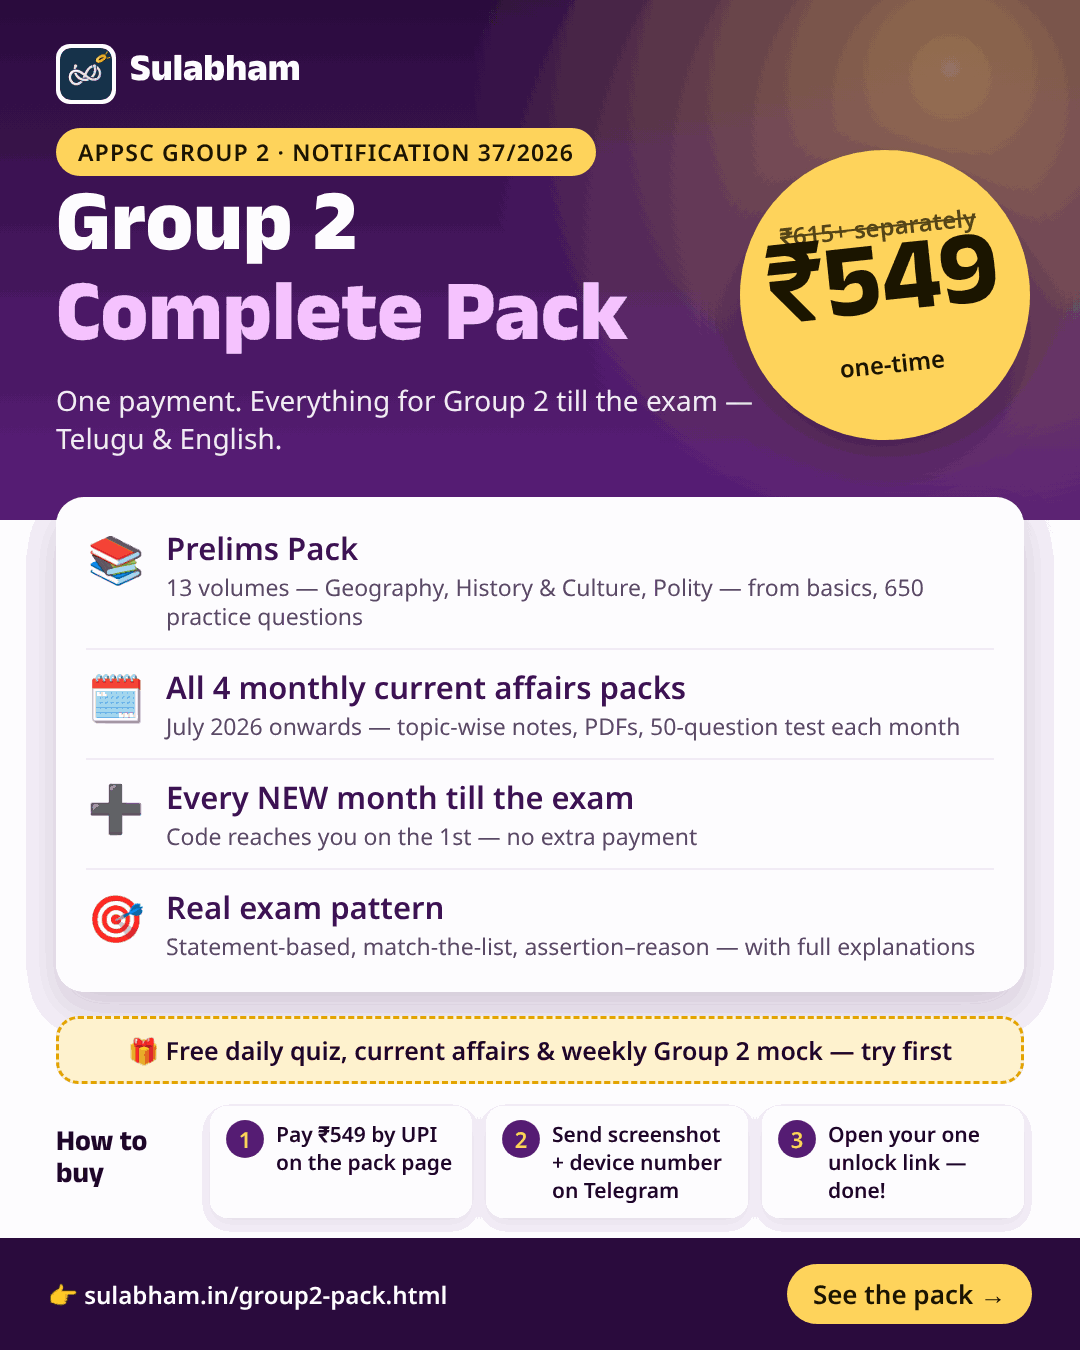 Sulabham
APPSC GROUP 2 · NOTIFICATION 37/2026
Group 2
Complete Pack
₹615+ separately
₹549
one-time
One payment. Everything for Group 2 till the exam —
Telugu & English.
Prelims Pack
13 volumes — Geography, History & Culture, Polity — from basics, 650
practice questions
All 4 monthly current affairs packs
July 2026 onwards — topic-wise notes, PDFs, 50-question test each month
Every NEW month till the exam
Code reaches you on the 1st — no extra payment
Real exam pattern
Statement-based, match-the-list, assertion–reason — with full explanations
🎁 Free daily quiz, current affairs & weekly Group 2 mock — try first
How to
buy
1 Pay ₹549 by UPI
on the pack page
2 Send screenshot
+ device number
on Telegram
3 Open your one
unlock link —
done!
👉 sulabham.in/group2-pack.html
See the pack →